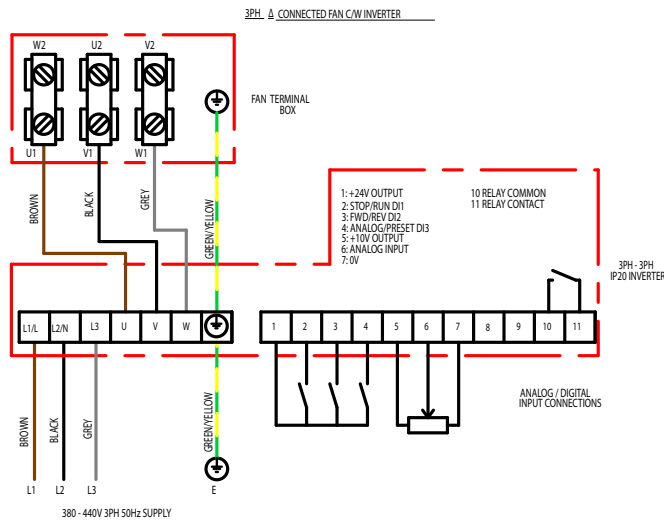 3PH Δ CONNECTED FAN C/W INVERTER
W2 U2 V2
FAN TERMINAL
BOX
U1 V1 W1
BROWN
BLACK
GREY
GREEN/YELLOW
1: +24V OUTPUT
2: STOP/RUN DI1
3: FWD/REV DI2
4: ANALOG/PRESET DI3
5: +10V OUTPUT
6: ANALOG INPUT
7: 0V
10 RELAY COMMON
11 RELAY CONTACT
3PH - 3PH
IP20 INVERTER
L1/L L2/N L3 U V W
1 2 3 4 5 6 7 8 9 10 11
ANALOG / DIGITAL
INPUT CONNECTIONS
BROWN
BLACK
GREY
GREEN/YELLOW
L1 L2 L3 E
380 - 440V 3PH 50Hz SUPPLY